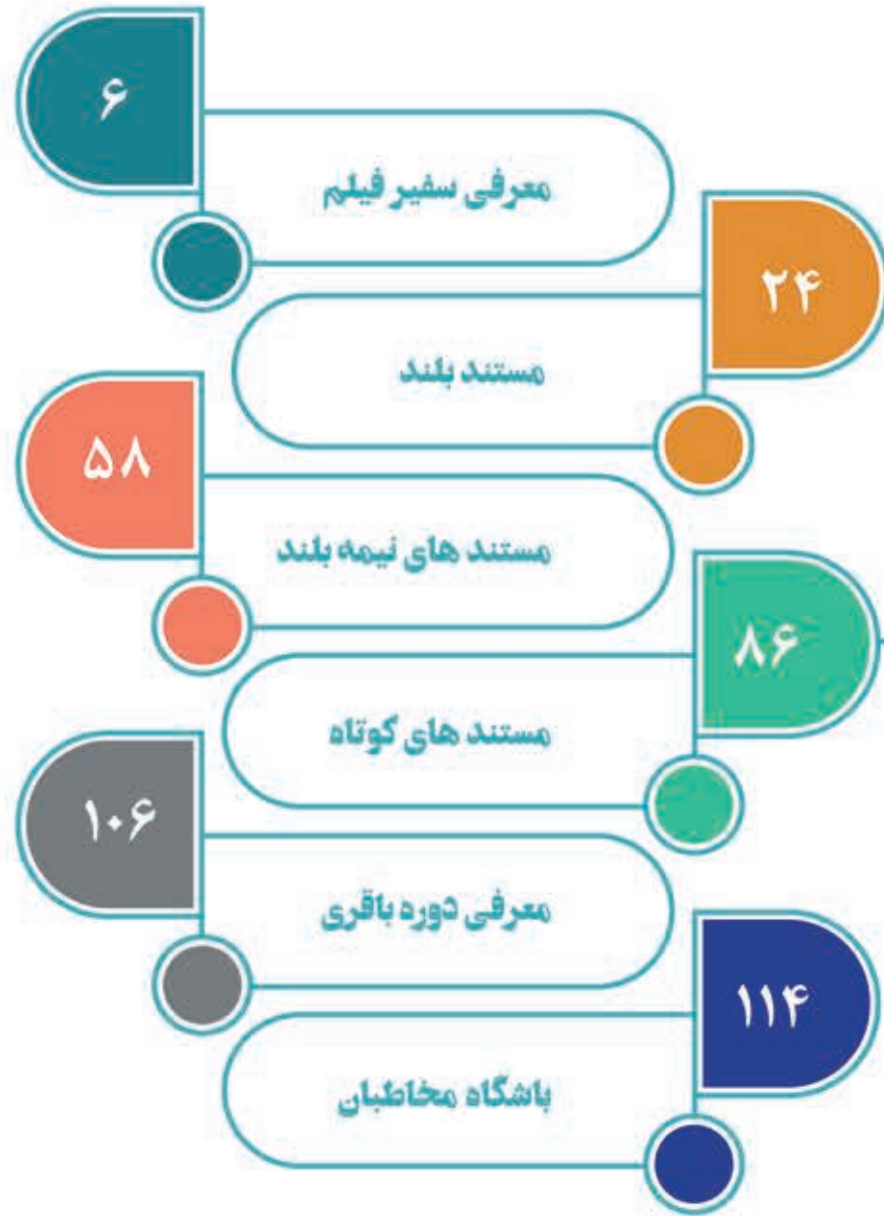 ۶
معرفی سفیر فیلم
۲۴
مستند بلند
۵۸
مستند های نیمه بلند
۸۶
مستند های کوتاه
۱۰۶
معرفی دوره باقری
۱۱۴
باشگاه مخاطبان